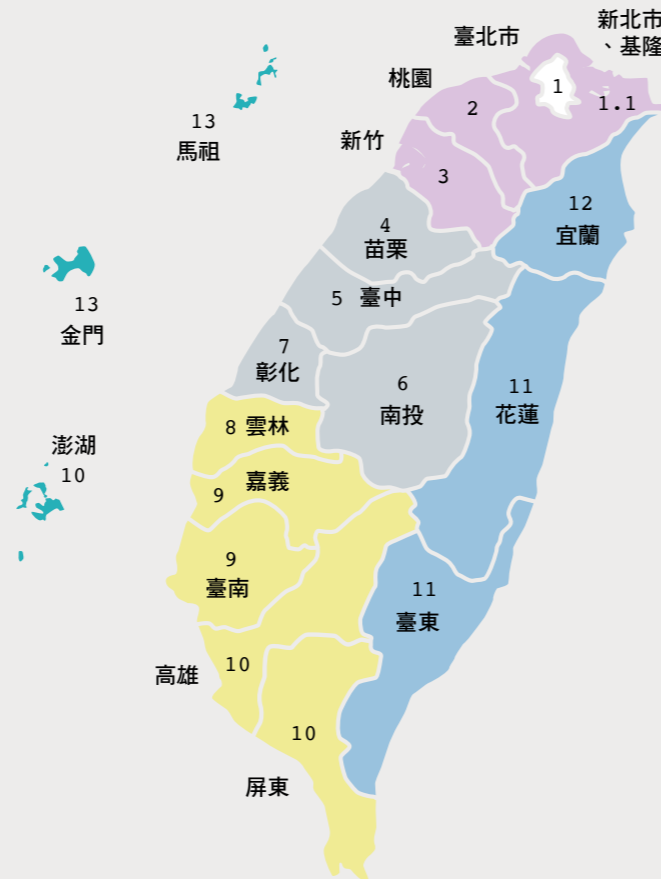 新北市
、基隆
臺北市
1
1.1
桃園
2
13
馬祖
新竹
3
12
宜蘭
4
苗栗
5 臺中
13
金門
7
彰化
6
南投
11
花蓮
8 雲林
澎湖
10
嘉義
9
9
臺南
11
臺東
高雄
10
10
屏東